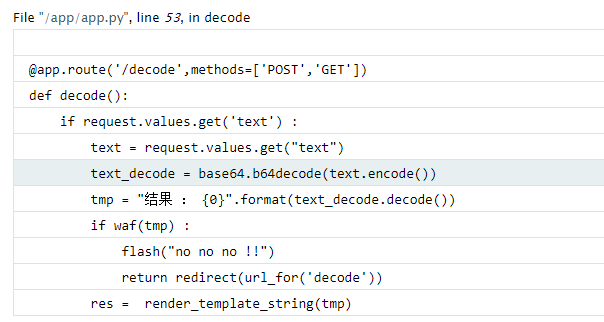 File "/app/app.py", line 53, in decode
@app.route('/decode',methods=['POST','GET'])
def decode():
    if request.values.get('text') :
        text = request.values.get("text")
        text_decode = base64.b64decode(text.encode())
        tmp = "结果 ： {0}".format(text_decode.decode())
        if waf(tmp) :
            flash("no no no !!")
            return redirect(url_for('decode'))
        res =  render_template_string(tmp)